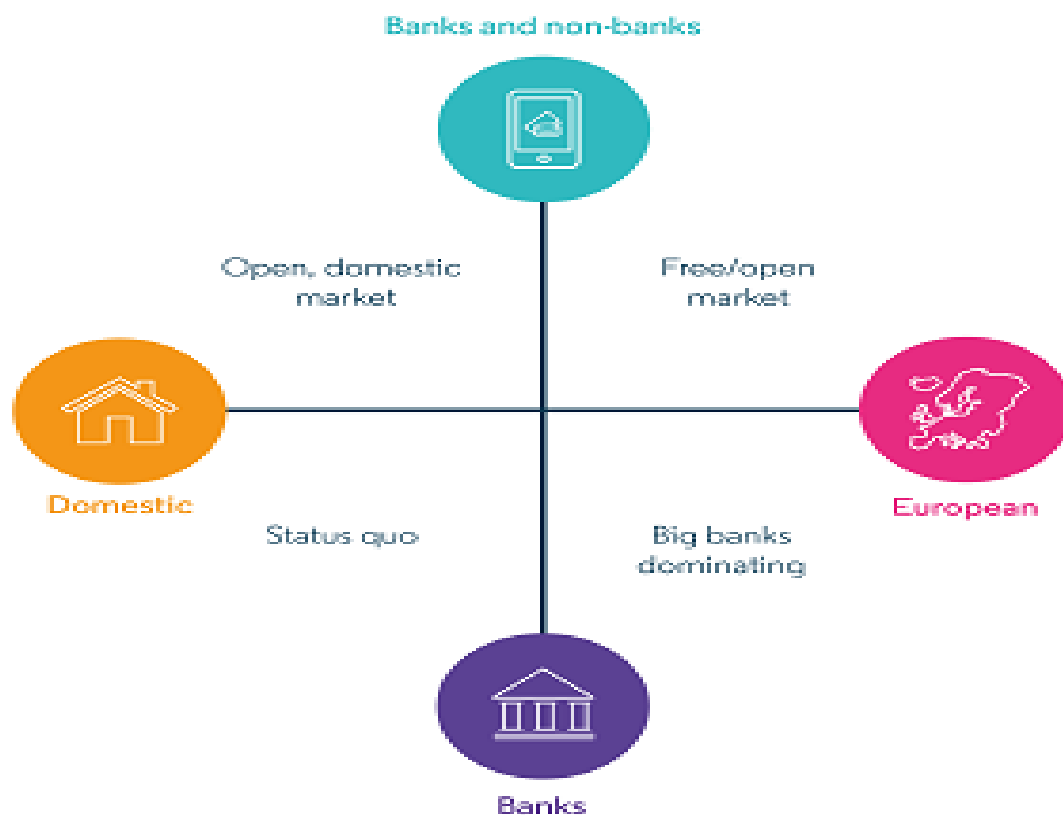 Banks and non-banks
Open, domestic
market
Free/open
market
Domestic
European
Status quo
Big banks
dominating
Banks